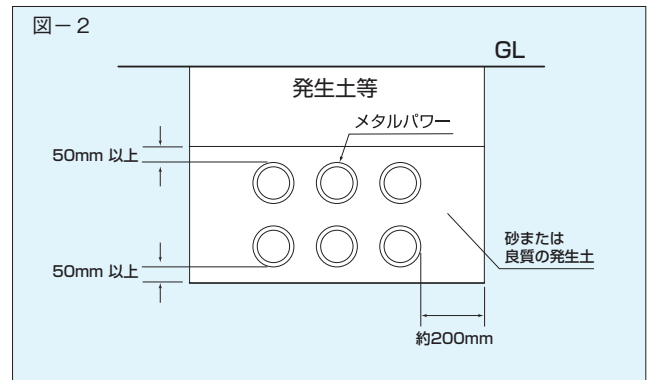 図－2
GL
発生土等
メタルパワー
50mm 以上
砂または
良質の発生土
50mm 以上
約200mm